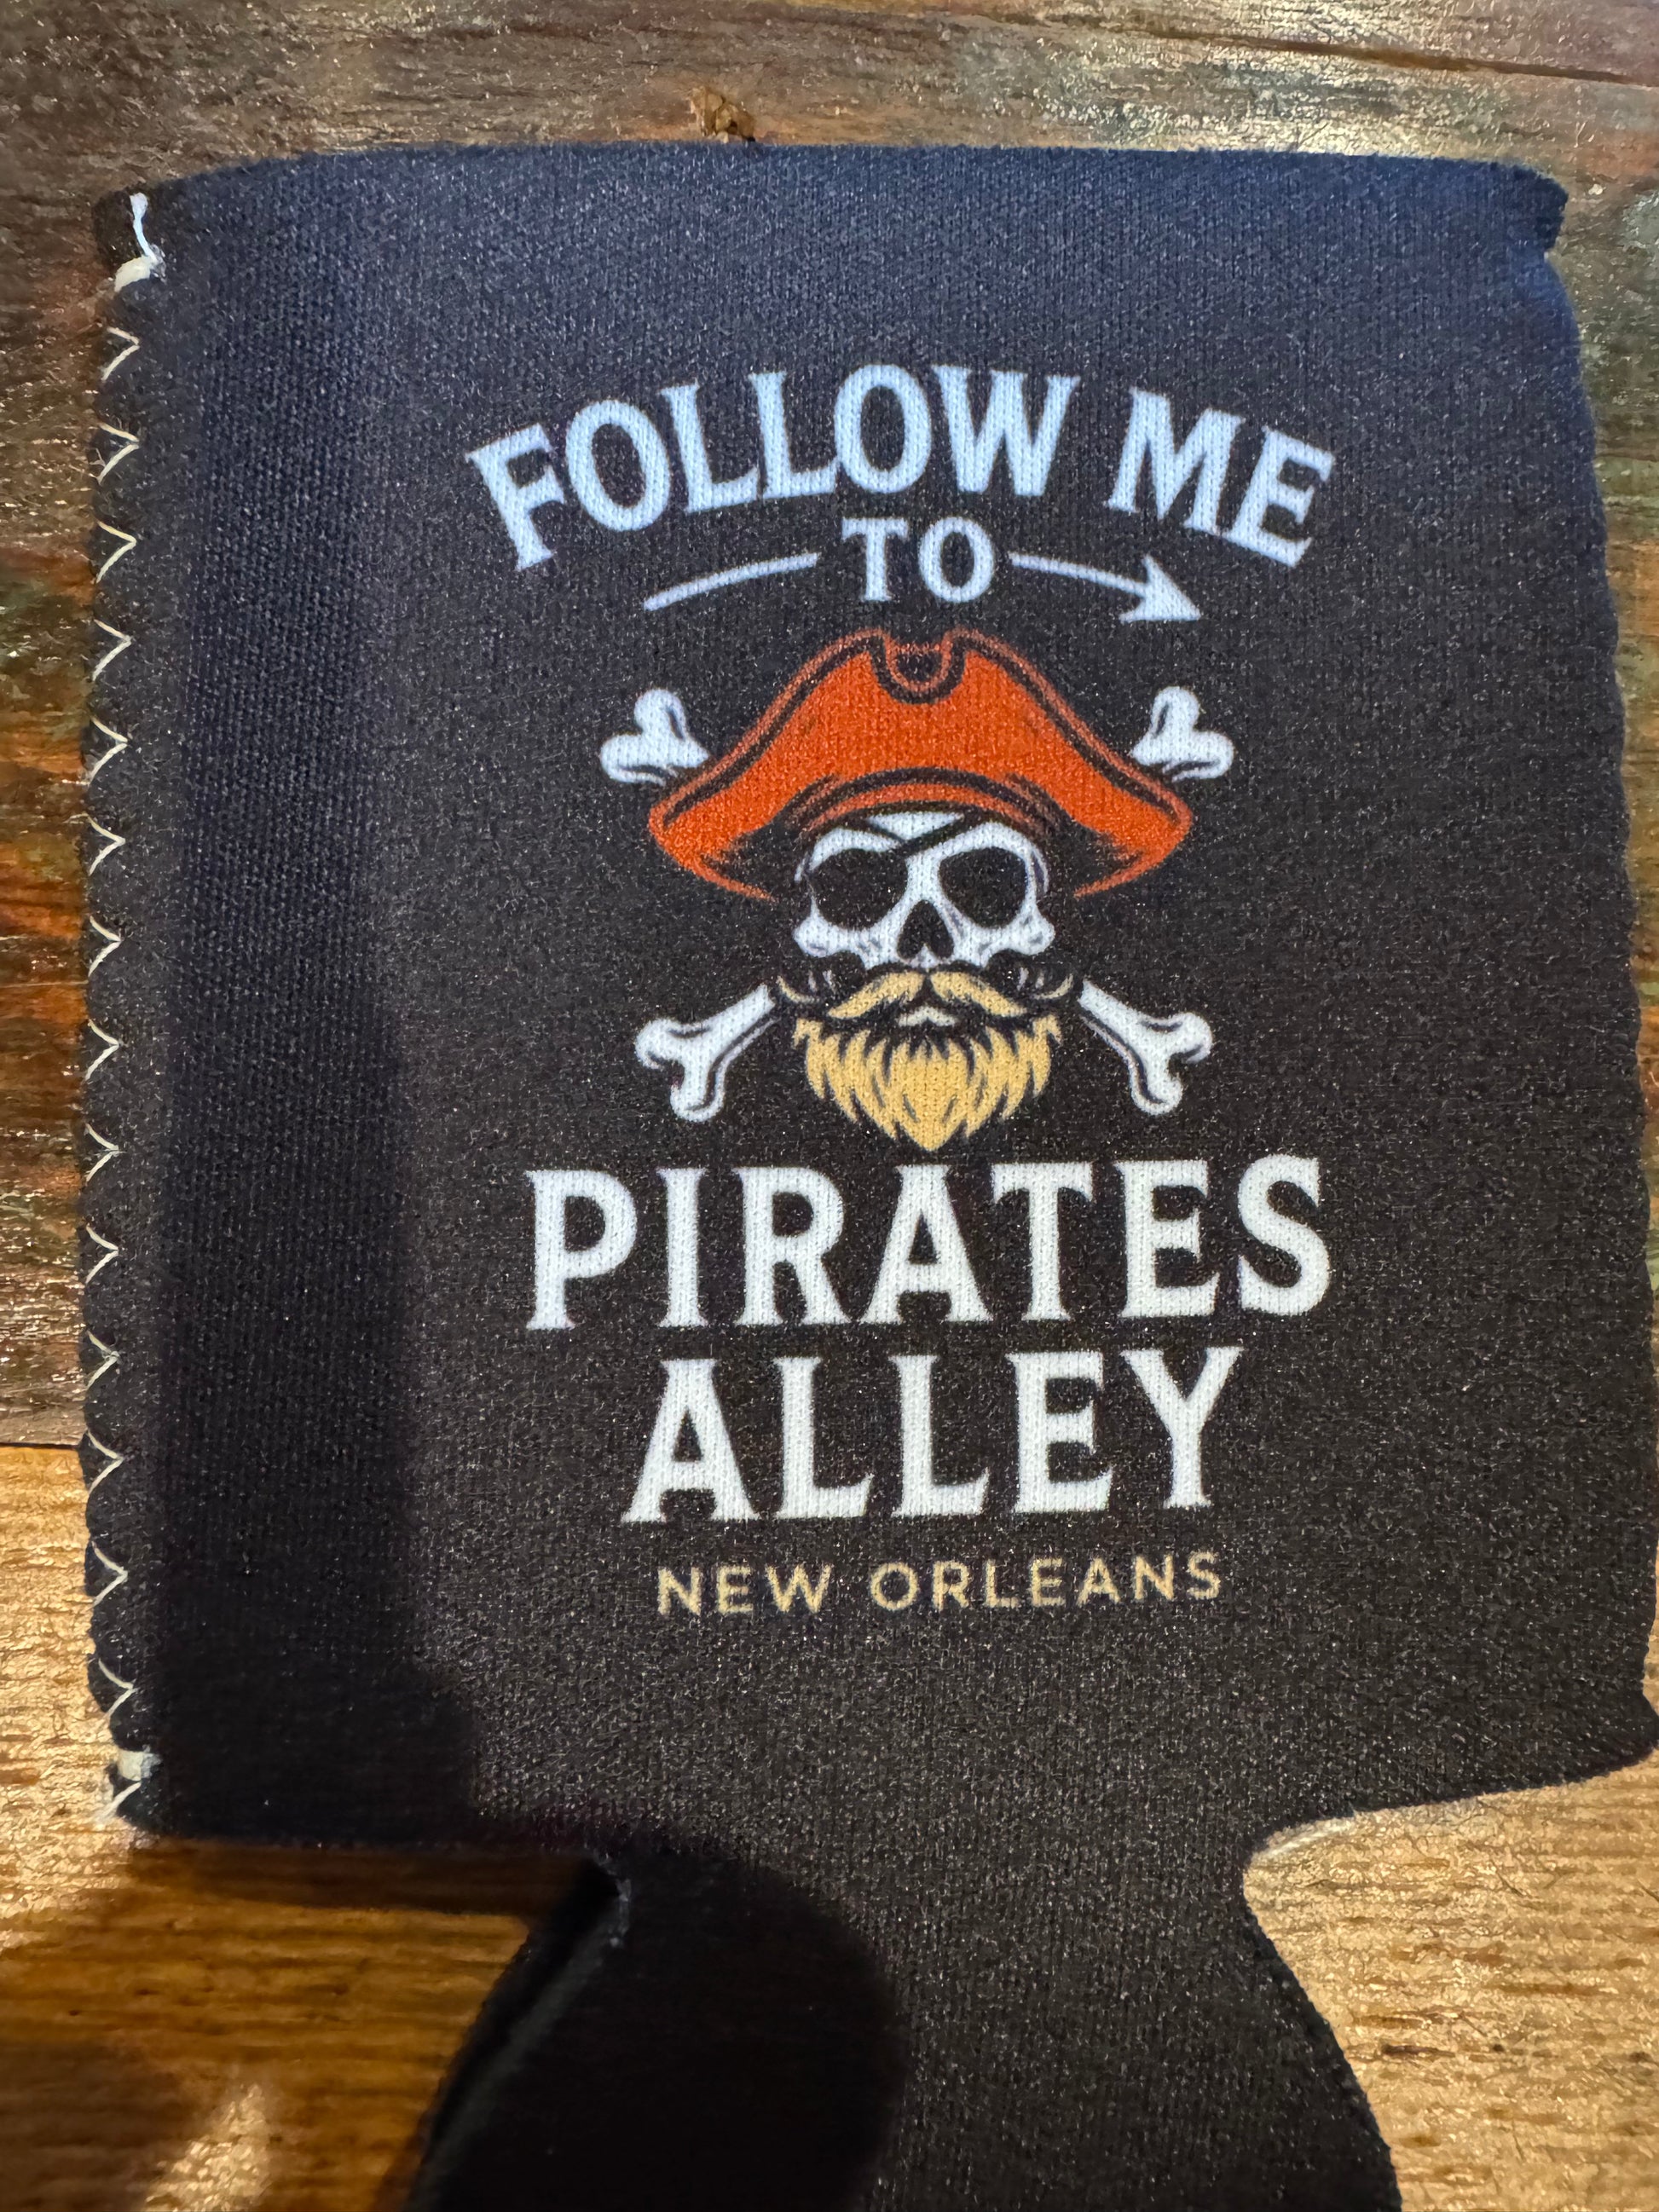 FOLLOW ME
TO
PIRATES
ALLEY
NEW ORLEANS